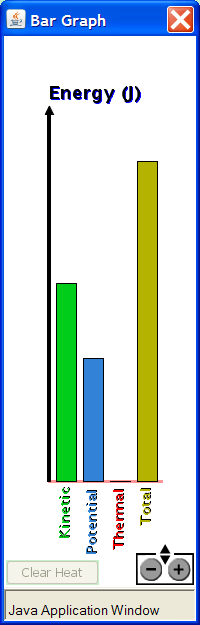 Bar Graph
Energy (J)
Kinetic
Potential
Thermal
Total
Clear Heat
Java Application Window